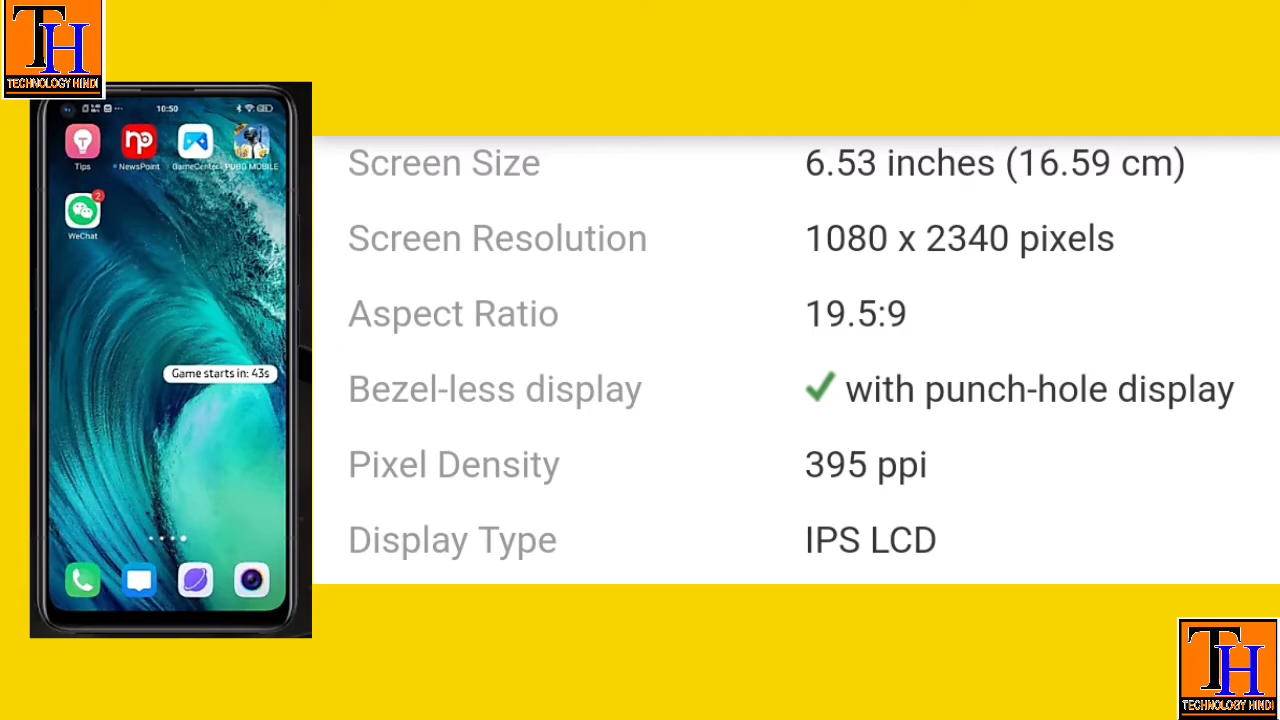 TH
TECHNOLOGY HINDI
10:50
Tips
NewsPoint
GameCenter
PUBG MOBILE
np
2
WeChat
Game starts in: 43s
Screen Size 6.53 inches (16.59 cm)
Screen Resolution 1080 x 2340 pixels
Aspect Ratio 19.5:9
Bezel-less display ✔ with punch-hole display
Pixel Density 395 ppi
Display Type IPS LCD
TH
TECHNOLOGY HINDI